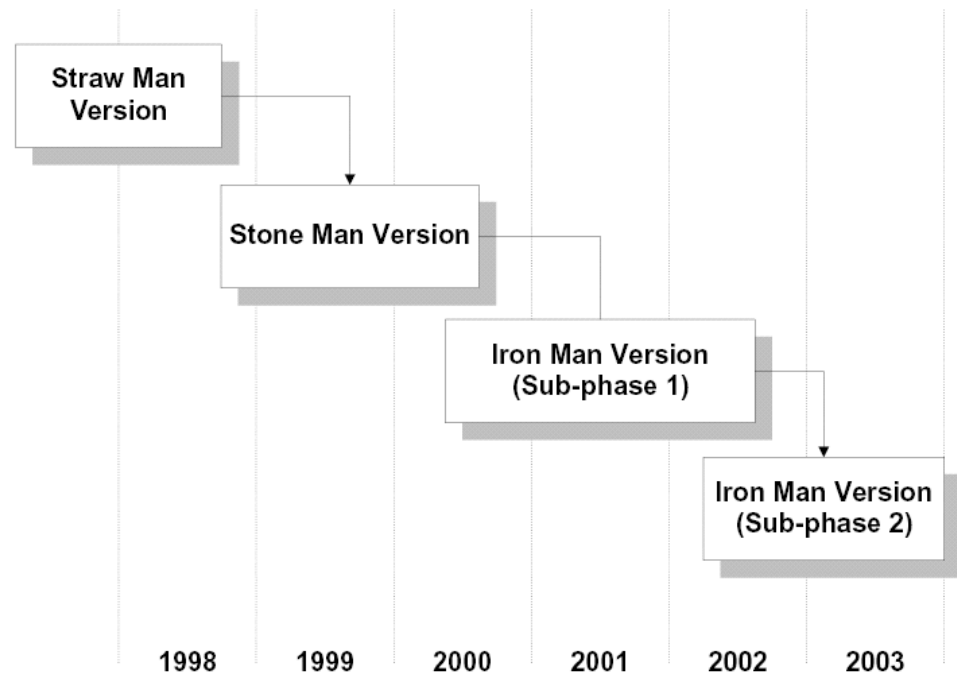 Straw Man
Version
Stone Man Version
Iron Man Version
(Sub-phase 1)
Iron Man Version
(Sub-phase 2)
1998 1999 2000 2001 2002 2003